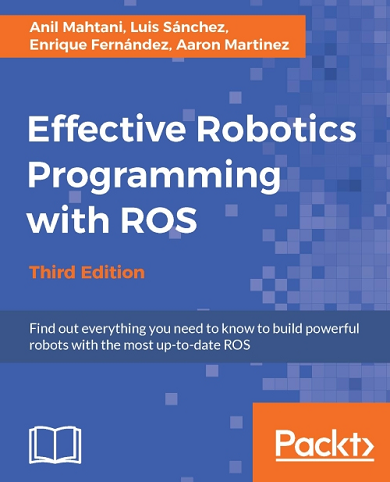 Anil Mahtani, Luis Sánchez,
Enrique Fernández, Aaron Martinez
Effective Robotics
Programming
with ROS
Third Edition
Find out everything you need to know to build powerful
robots with the most up-to-date ROS
Packt>